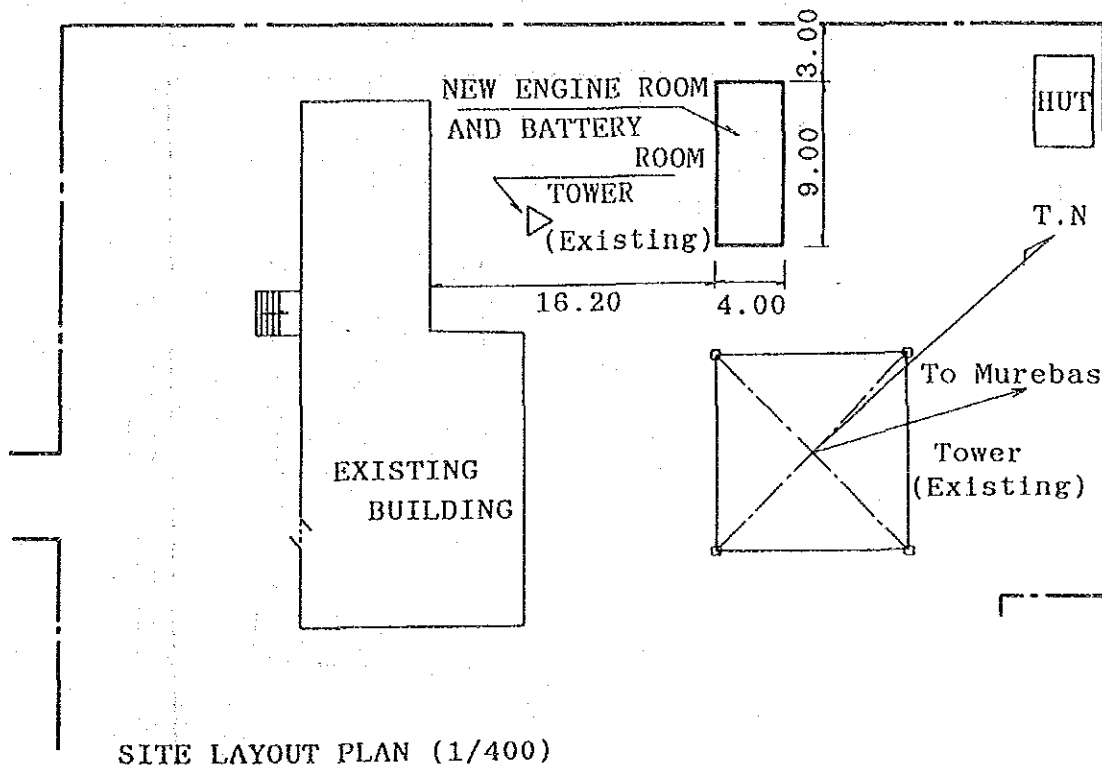 3.00
NEW ENGINE ROOM
AND BATTERY
ROOM
HUT
9.00
TOWER
(Existing)
T.N
16.20
4.00
To Murebas
Tower
(Existing)
EXISTING
BUILDING
SITE LAYOUT PLAN (1/400)